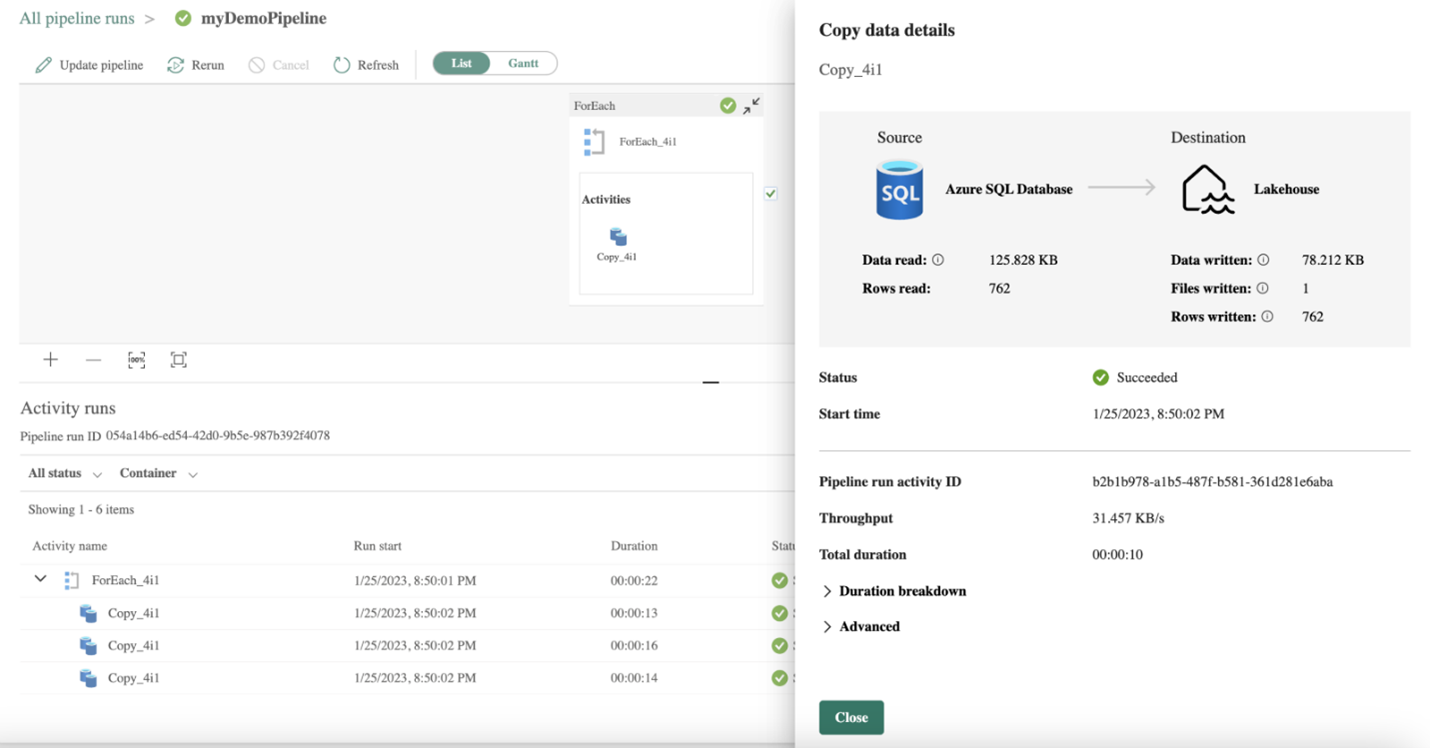 All pipeline runs > myDemoPipeline
Update pipeline Rerun Cancel Refresh List Gantt
ForEach
ForEach_4i1
Activities
Copy_4i1
100%
Activity runs
Pipeline run ID 054a14b6-ed54-42d0-9b5e-987b392f4078
All status Container
Showing 1 - 6 items
Activity name Run start Duration
ForEach_4i1 1/25/2023, 8:50:01 PM 00:00:22
Copy_4i1 1/25/2023, 8:50:02 PM 00:00:13
Copy_4i1 1/25/2023, 8:50:02 PM 00:00:16
Copy_4i1 1/25/2023, 8:50:02 PM 00:00:14
Copy data details
Copy_4i1
Source Destination
SQL Azure SQL Database Lakehouse
Data read: 125.828 KB Data written: 78.212 KB
Rows read: 762 Files written: 1
Rows written: 762
Status Succeeded
Start time 1/25/2023, 8:50:02 PM
Pipeline run activity ID b2b1b978-a1b5-487f-b581-361d281e6aba
Throughput 31.457 KB/s
Total duration 00:00:10
Duration breakdown
Advanced
Close